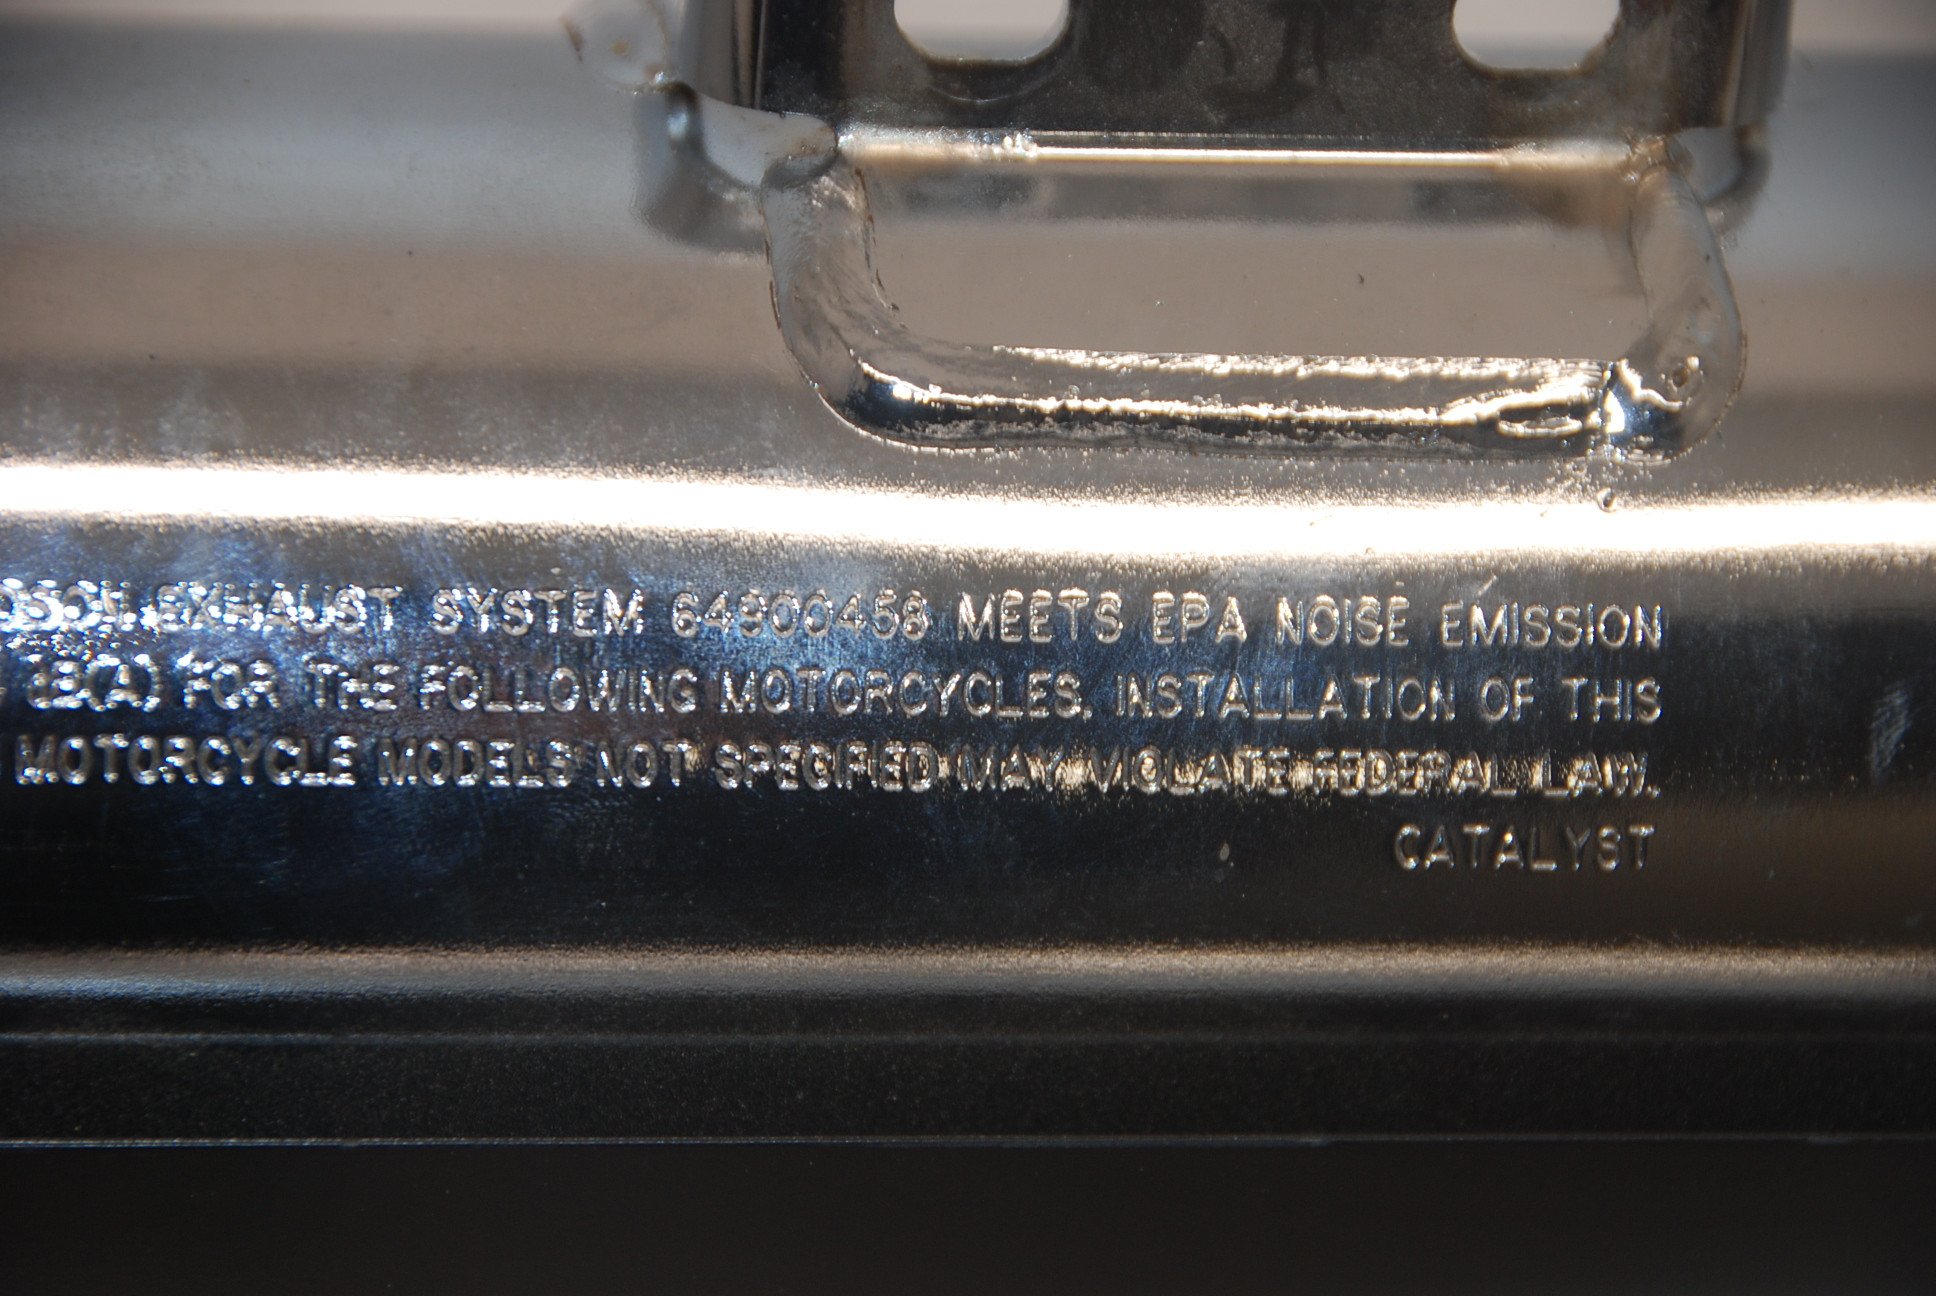 DSON EXHAUST SYSTEM 64900458 MEETS EPA NOISE EMISSION
(A) FOR THE FOLLOWING MOTORCYCLES. INSTALLATION OF THIS
MOTORCYCLE MODELS NOT SPECIFIED MAY VIOLATE FEDERAL LAW.
CATALYST